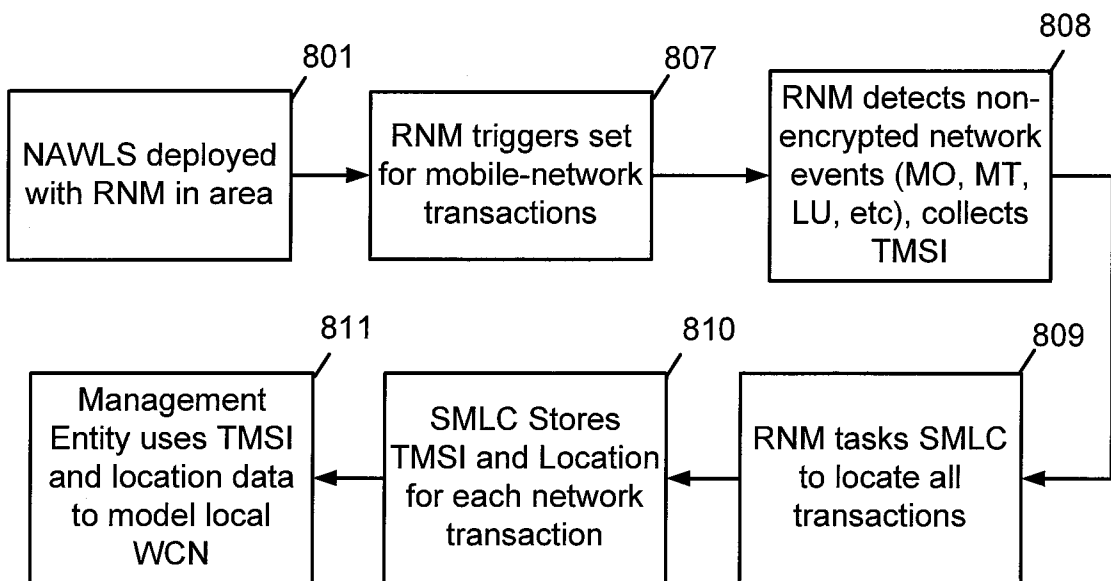 801
NAWLS deployed
with RNM in area
807
RNM triggers set
for mobile-network
transactions
808
RNM detects non-
encrypted network
events (MO, MT,
LU, etc), collects
TMSI
809
RNM tasks SMLC
to locate all
transactions
810
SMLC Stores
TMSI and Location
for each network
transaction
811
Management
Entity uses TMSI
and location data
to model local
WCN